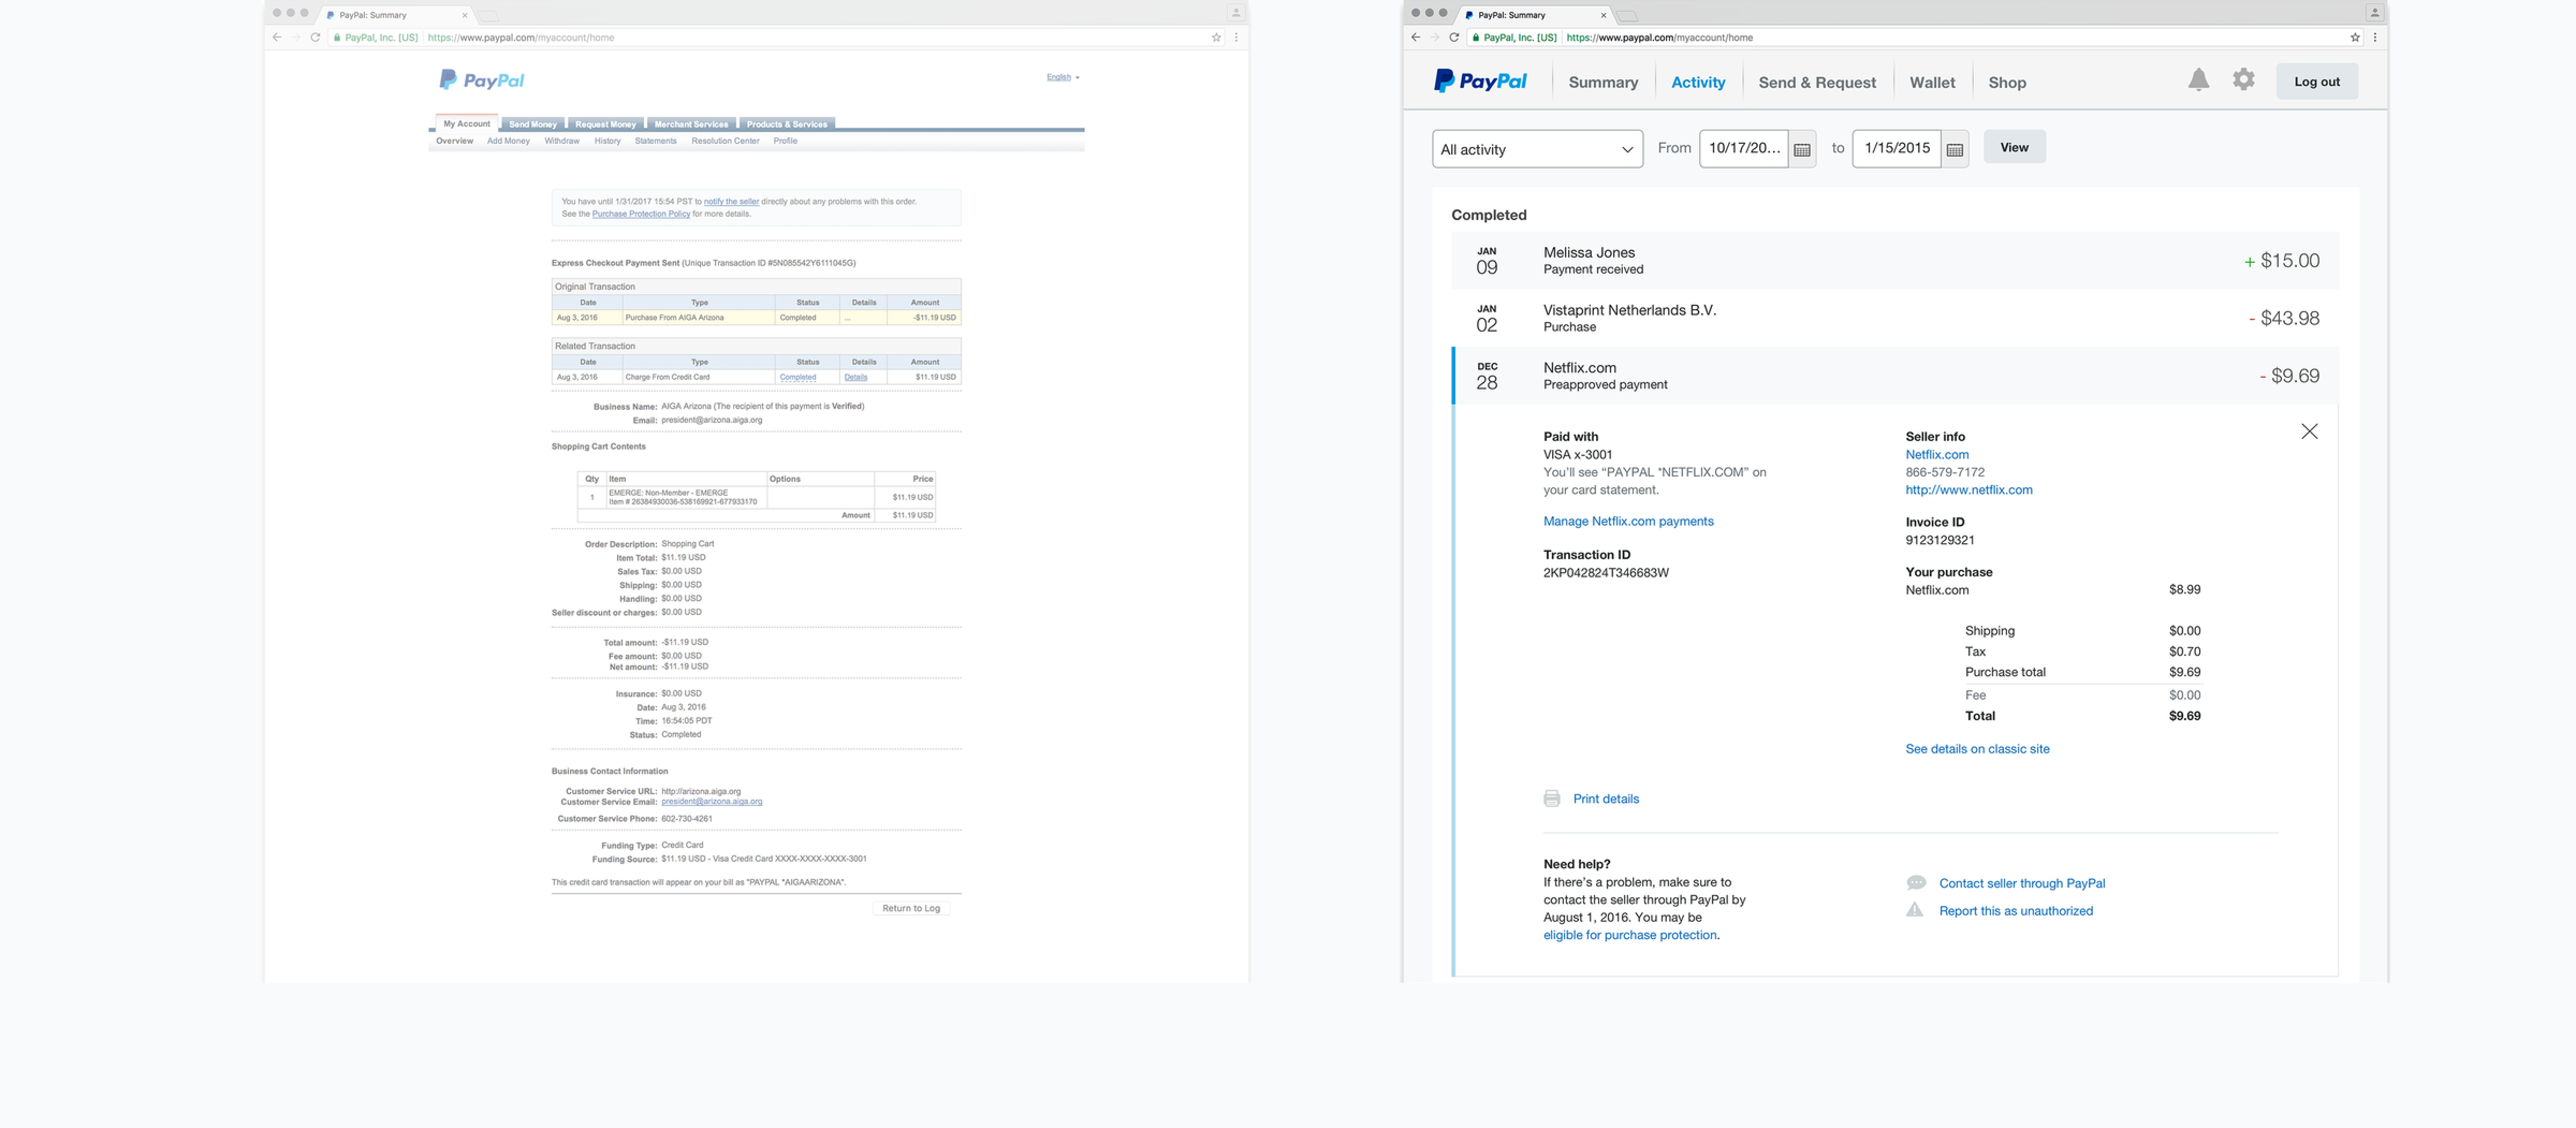 PayPal: Summary
PayPal, Inc. [US] https://www.paypal.com/myaccount/home
PayPal
English
My Account Send Money Request Money Merchant Services Products & Services
Overview Add Money Withdraw History Statements Resolution Center Profile
You have until 1/31/2017 15:54 PST to notify the seller directly about any problems with this order.
See the Purchase Protection Policy for more details.
Express Checkout Payment Sent (Unique Transaction ID #5N085542Y6111045G)
Original Transaction
Date Type Status Details Amount
Aug 3, 2016 Purchase From AIGA Arizona Completed ... -$11.19 USD
Related Transaction
Date Type Status Details Amount
Aug 3, 2016 Charge From Credit Card Completed Details $11.19 USD
Business Name: AIGA Arizona (The recipient of this payment is Verified)
Email: president@arizona.aiga.org
Shopping Cart Contents
Qty Item Options Price
1 EMERGE: Non-Member - EMERGE $11.19 USD
Item # 26384930036-538169921-677933170
Amount $11.19 USD
Order Description: Shopping Cart
Item Total: $11.19 USD
Sales Tax: $0.00 USD
Shipping: $0.00 USD
Handling: $0.00 USD
Seller discount or charges: $0.00 USD
Total amount: -$11.19 USD
Fee amount: $0.00 USD
Net amount: -$11.19 USD
Insurance: $0.00 USD
Date: Aug 3, 2016
Time: 16:54:05 PDT
Status: Completed
Business Contact Information
Customer Service URL: http://arizona.aiga.org
Customer Service Email: president@arizona.aiga.org
Customer Service Phone: 602-730-4261
Funding Type: Credit Card
Funding Source: $11.19 USD - Visa Credit Card XXXX-XXXX-XXXX-3001
This credit card transaction will appear on your bill as "PAYPAL *AIGAARIZONA".
Return to Log
PayPal: Summary
PayPal, Inc. [US] https://www.paypal.com/myaccount/home
PayPal Summary Activity Send & Request Wallet Shop Log out
All activity From 10/17/20... to 1/15/2015 View
Completed
JAN 09 Melissa Jones + $15.00
Payment received
JAN 02 Vistaprint Netherlands B.V. - $43.98
Purchase
DEC 28 Netflix.com - $9.69
Preapproved payment
Paid with
VISA x-3001
You'll see “PAYPAL *NETFLIX.COM” on
your card statement.
Manage Netflix.com payments
Transaction ID
2KP042824T346683W
Seller info
Netflix.com
866-579-7172
http://www.netflix.com
Invoice ID
9123129321
Your purchase
Netflix.com $8.99
Shipping $0.00
Tax $0.70
Purchase total $9.69
Fee $0.00
Total $9.69
See details on classic site
Print details
Need help?
If there's a problem, make sure to
contact the seller through PayPal by
August 1, 2016. You may be
eligible for purchase protection.
Contact seller through PayPal
Report this as unauthorized